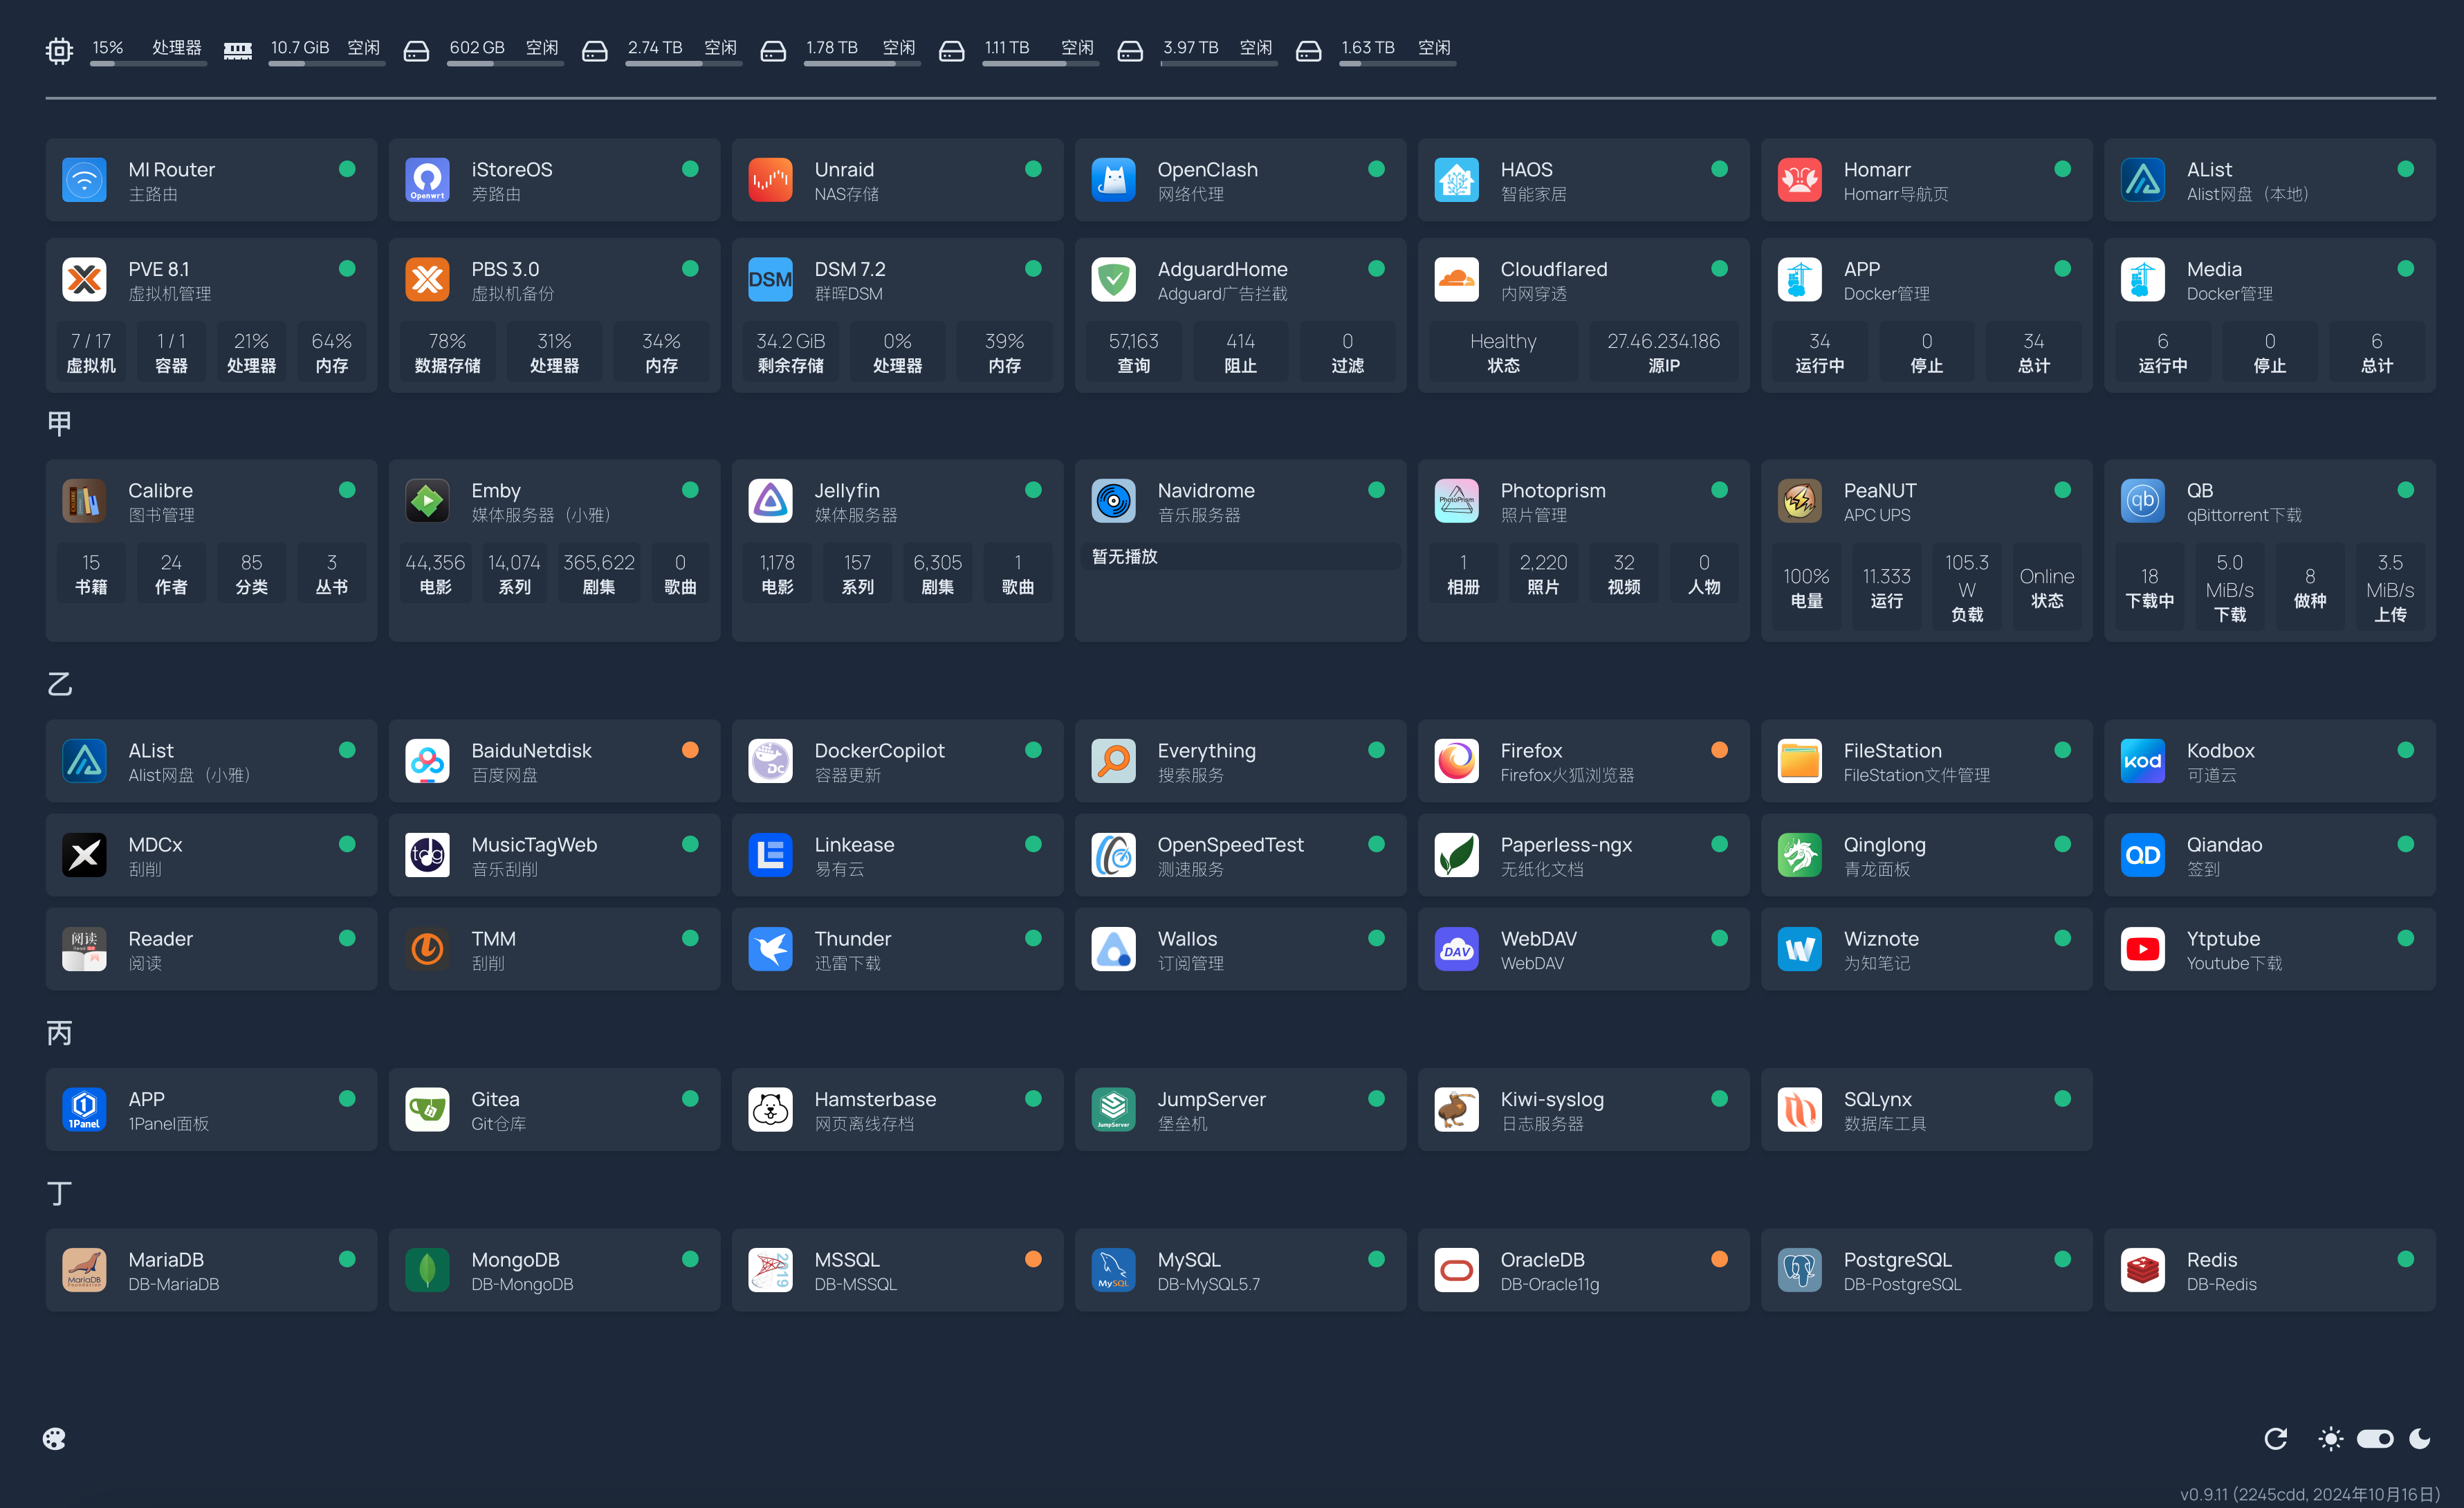 15% 处理器 10.7 GiB 空闲 602 GB 空闲 2.74 TB 空闲 1.78 TB 空闲 1.11 TB 空闲 3.97 TB 空闲 1.63 TB 空闲
MI Router
主路由
Openwrt
iStoreOS
旁路由
Unraid
NAS存储
OpenClash
网络代理
HAOS
智能家居
Homarr
Homarr导航页
AList
Alist网盘（本地）
PVE 8.1
虚拟机管理
7 / 17 1 / 1 21% 64%
虚拟机 容器 处理器 内存
PBS 3.0
虚拟机备份
78% 31% 34%
数据存储 处理器 内存
DSM
DSM 7.2
群晖DSM
34.2 GiB 0% 39%
剩余存储 处理器 内存
AdguardHome
Adguard广告拦截
57,163 414 0
查询 阻止 过滤
Cloudflared
内网穿透
Healthy 27.46.234.186
状态 源IP
APP
Docker管理
34 0 34
运行中 停止 总计
Media
Docker管理
6 0 6
运行中 停止 总计
甲
Calibre
图书管理
15 24 85 3
书籍 作者 分类 丛书
Emby
媒体服务器（小雅）
44,356 14,074 365,622 0
电影 系列 剧集 歌曲
Jellyfin
媒体服务器
1,178 157 6,305 1
电影 系列 剧集 歌曲
Navidrome
音乐服务器
暂无播放
PhotoPrism
Photoprism
照片管理
1 2,220 32 0
相册 照片 视频 人物
PeaNUT
APC UPS
100% 11.333 105.3 W Online
电量 运行 负载 状态
qb
QB
qBittorrent下载
18 5.0 MiB/s 8 3.5 MiB/s
下载中 下载 做种 上传
乙
AList
Alist网盘（小雅）
BaiduNetdisk
百度网盘
Dc
DockerCopilot
容器更新
Everything
搜索服务
Firefox
Firefox火狐浏览器
FileStation
FileStation文件管理
kod
Kodbox
可道云
MDCx
刮削
tag
MusicTagWeb
音乐刮削
Linkease
易有云
OpenSpeedTest
测速服务
Paperless-ngx
无纸化文档
Qinglong
青龙面板
QD
Qiandao
签到
阅读
Reader
阅读
TMM
刮削
Thunder
迅雷下载
Wallos
订阅管理
DAV
WebDAV
WebDAV
Wiznote
为知笔记
Ytptube
Youtube下载
丙
1Panel
APP
1Panel面板
Gitea
Git仓库
Hamsterbase
网页离线存档
JumpServer
JumpServer
堡垒机
Kiwi-syslog
日志服务器
SQLynx
数据库工具
丁
MariaDB
Foundation
MariaDB
DB-MariaDB
MongoDB
DB-MongoDB
2019
MSSQL
DB-MSSQL
MySQL
MySQL
DB-MySQL5.7
OracleDB
DB-Oracle11g
PostgreSQL
DB-PostgreSQL
Redis
DB-Redis
v0.9.11 (2245cdd, 2024年10月16日)